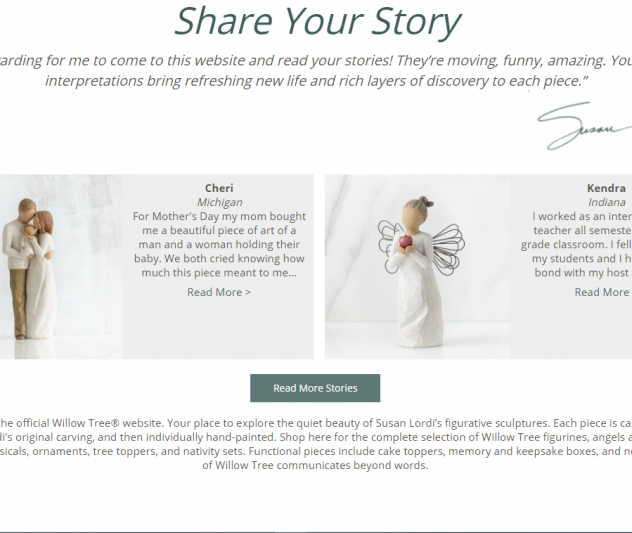 Share Your Story
arding for me to come to this website and read your stories! They’re moving, funny, amazing. You
interpretations bring refreshing new life and rich layers of discovery to each piece.”
Susan
Cheri
Michigan
For Mother's Day my mom bought
me a beautiful piece of art of a
man and a woman holding their
baby. We both cried knowing how
much this piece meant to me...
Read More >
Kendra
Indiana
I worked as an inter
teacher all semeste
grade classroom. I fell
my students and I h
bond with my host
Read More
Read More Stories
he official Willow Tree® website. Your place to explore the quiet beauty of Susan Lordi's figurative sculptures. Each piece is ca
di's original carving, and then individually hand-painted. Shop here for the complete selection of Willow Tree figurines, angels a
sicals, ornaments, tree toppers, and nativity sets. Functional pieces include cake toppers, memory and keepsake boxes, and ne
of Willow Tree communicates beyond words.